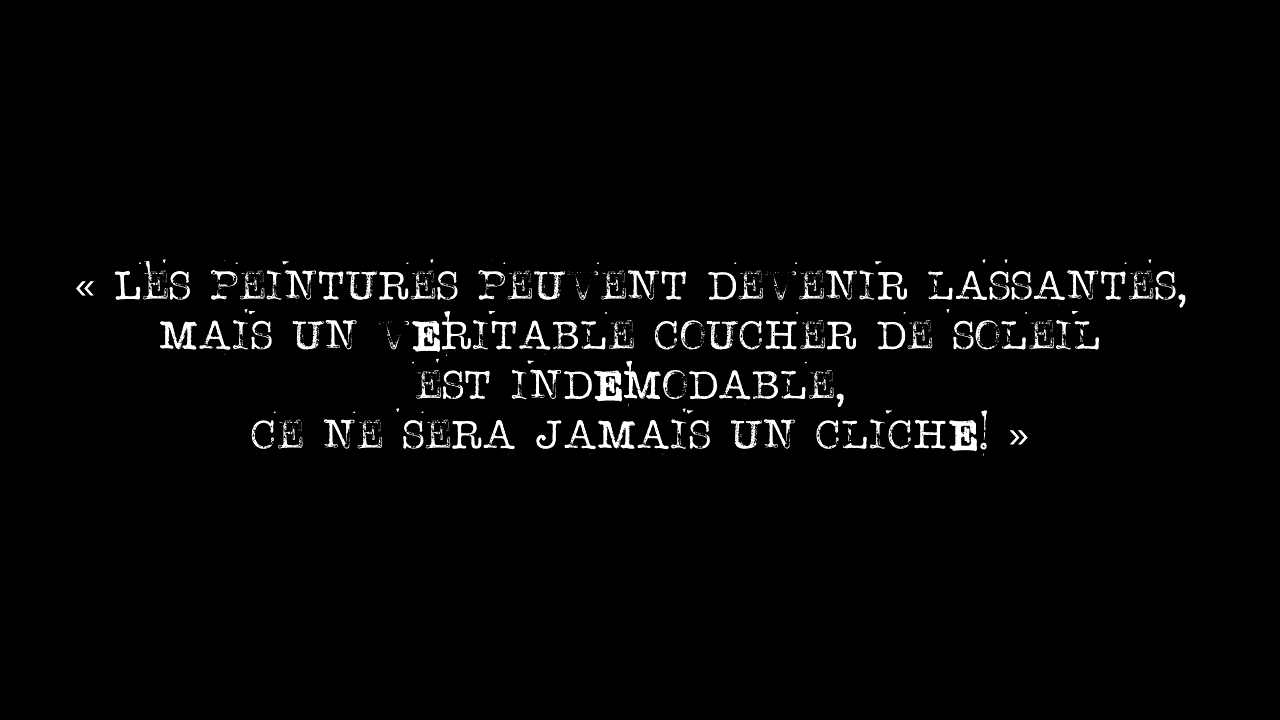 « LES PEINTURES PEUVENT DEVENIR LASSANTES,
MAIS UN VERITABLE COUCHER DE SOLEIL
EST INDEMODABLE,
CE NE SERA JAMAIS UN CLICHE! »